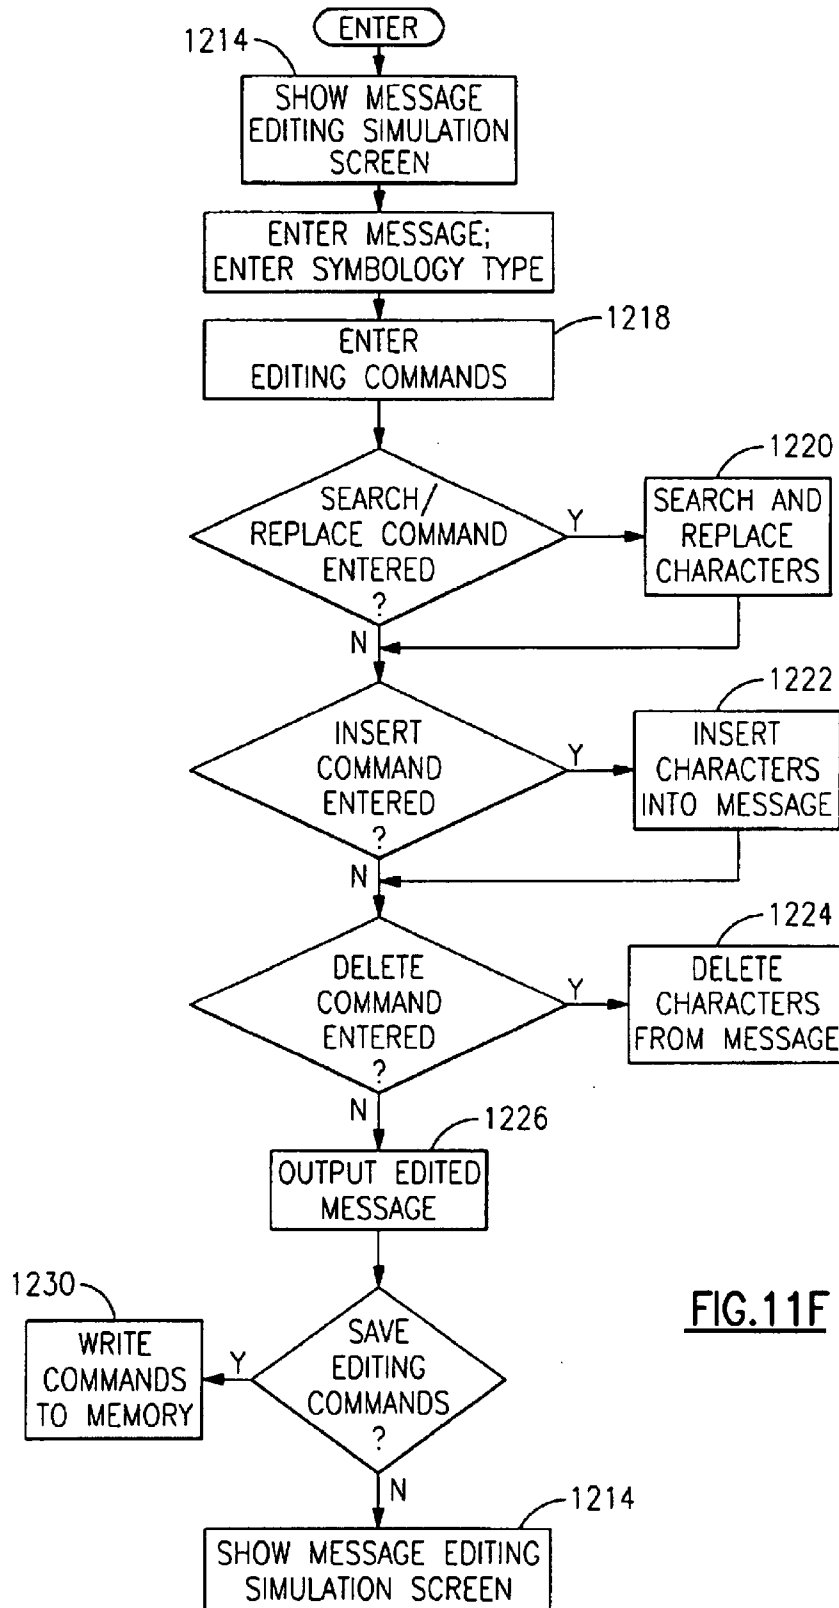 ENTER
1214
SHOW MESSAGE
EDITING SIMULATION
SCREEN
ENTER MESSAGE;
ENTER SYMBOLOGY TYPE
1218
ENTER
EDITING COMMANDS
SEARCH/
REPLACE COMMAND
ENTERED
?
Y
N
1220
SEARCH AND
REPLACE
CHARACTERS
INSERT
COMMAND
ENTERED
?
Y
N
1222
INSERT
CHARACTERS
INTO MESSAGE
DELETE
COMMAND
ENTERED
?
Y
N
1224
DELETE
CHARACTERS
FROM MESSAGE
1226
OUTPUT EDITED
MESSAGE
SAVE
EDITING
COMMANDS
?
Y
N
1230
WRITE
COMMANDS
TO MEMORY
FIG.11F
1214
SHOW MESSAGE EDITING
SIMULATION SCREEN